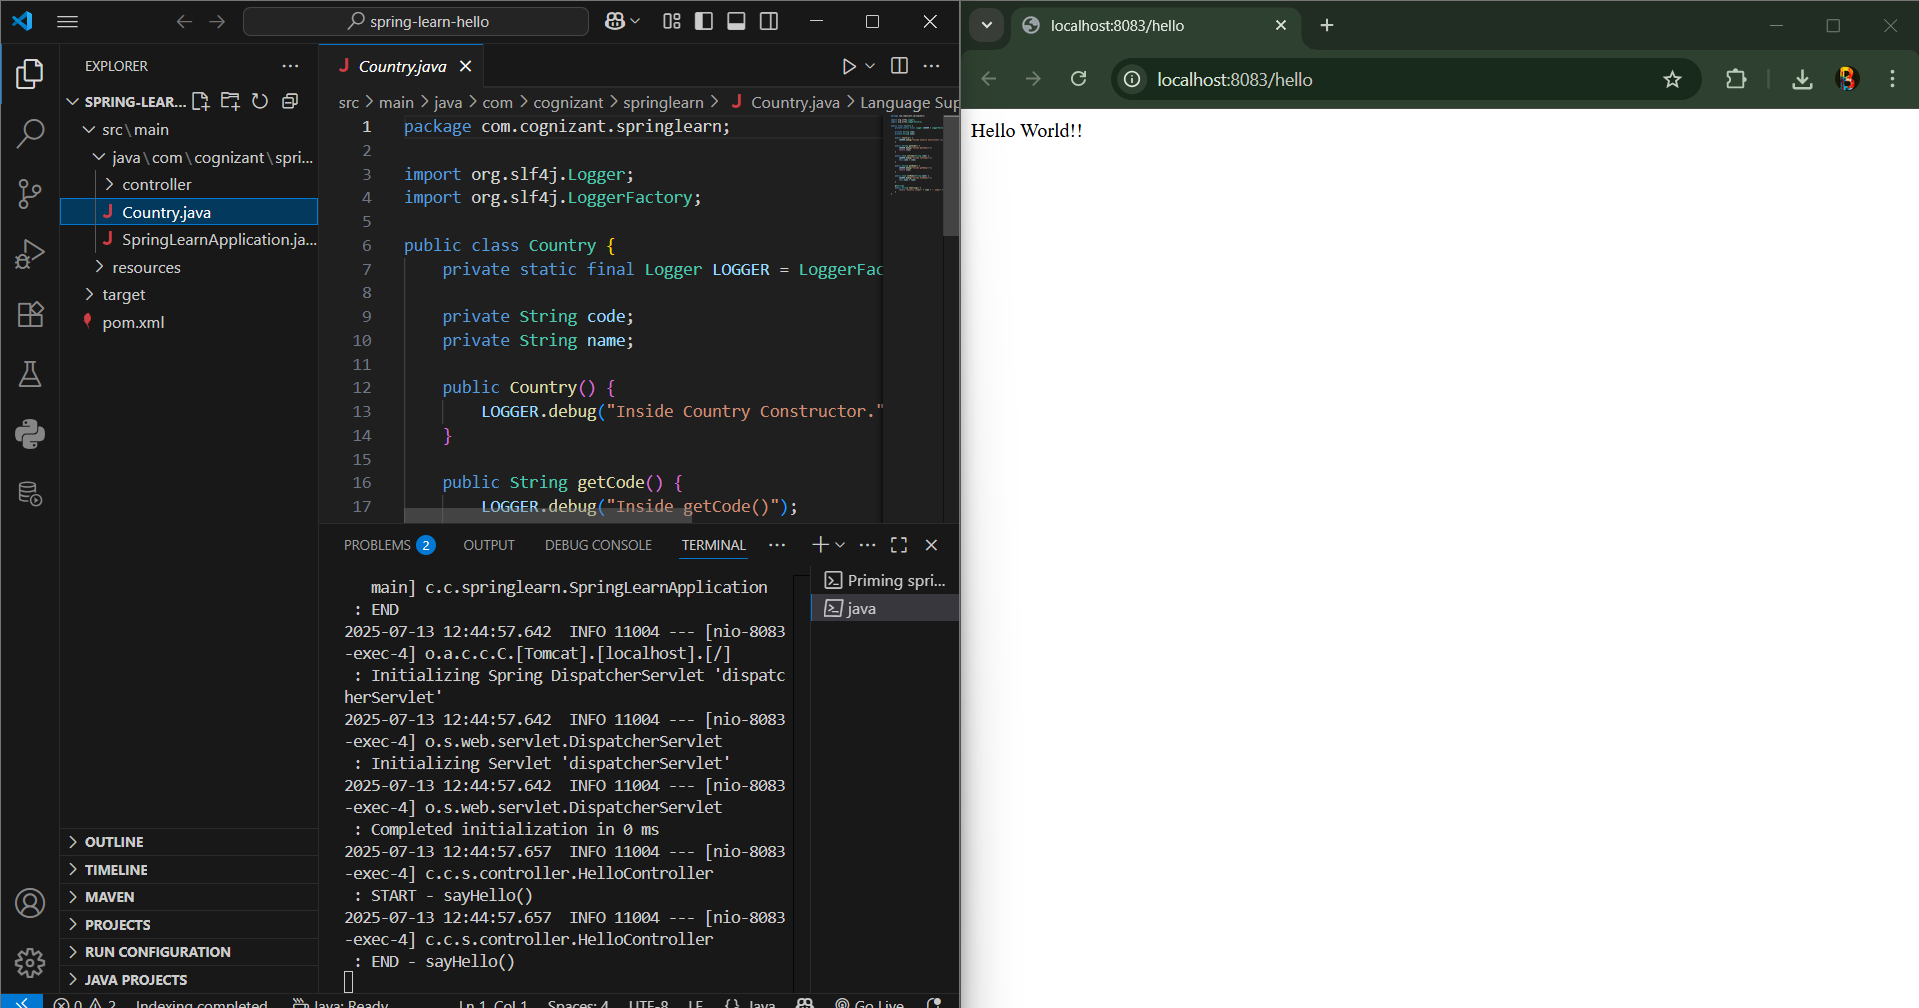 spring-learn-hello
EXPLORER
SPRING-LEAR...
src\main
java\com\cognizant\spri...
controller
Country.java
SpringLearnApplication.ja...
resources
target
pom.xml
OUTLINE
TIMELINE
MAVEN
PROJECTS
RUN CONFIGURATION
JAVA PROJECTS
Country.java
src > main > java > com > cognizant > springlearn > Country.java > Language Sup
1 package com.cognizant.springlearn;
2
3 import org.slf4j.Logger;
4 import org.slf4j.LoggerFactory;
5
6 public class Country {
7 private static final Logger LOGGER = LoggerFac
8
9 private String code;
10 private String name;
11
12 public Country() {
13 LOGGER.debug("Inside Country Constructor."
14 }
15
16 public String getCode() {
17 LOGGER.debug("Inside getCode()");
PROBLEMS 2 OUTPUT DEBUG CONSOLE TERMINAL
main] c.c.springlearn.SpringLearnApplication
: END
2025-07-13 12:44:57.642 INFO 11004 --- [nio-8083
-exec-4] o.a.c.c.C.[Tomcat].[localhost].[/]
: Initializing Spring DispatcherServlet 'dispatc
herServlet'
2025-07-13 12:44:57.642 INFO 11004 --- [nio-8083
-exec-4] o.s.web.servlet.DispatcherServlet
: Initializing Servlet 'dispatcherServlet'
2025-07-13 12:44:57.642 INFO 11004 --- [nio-8083
-exec-4] o.s.web.servlet.DispatcherServlet
: Completed initialization in 0 ms
2025-07-13 12:44:57.657 INFO 11004 --- [nio-8083
-exec-4] c.c.s.controller.HelloController
: START - sayHello()
2025-07-13 12:44:57.657 INFO 11004 --- [nio-8083
-exec-4] c.c.s.controller.HelloController
: END - sayHello()
Priming spri...
java
0 2 Indexing completed Java: Ready Ln 1, Col 1 Spaces: 4 UTF-8 LF {} Java Go Live
localhost:8083/hello
localhost:8083/hello
Hello World!!